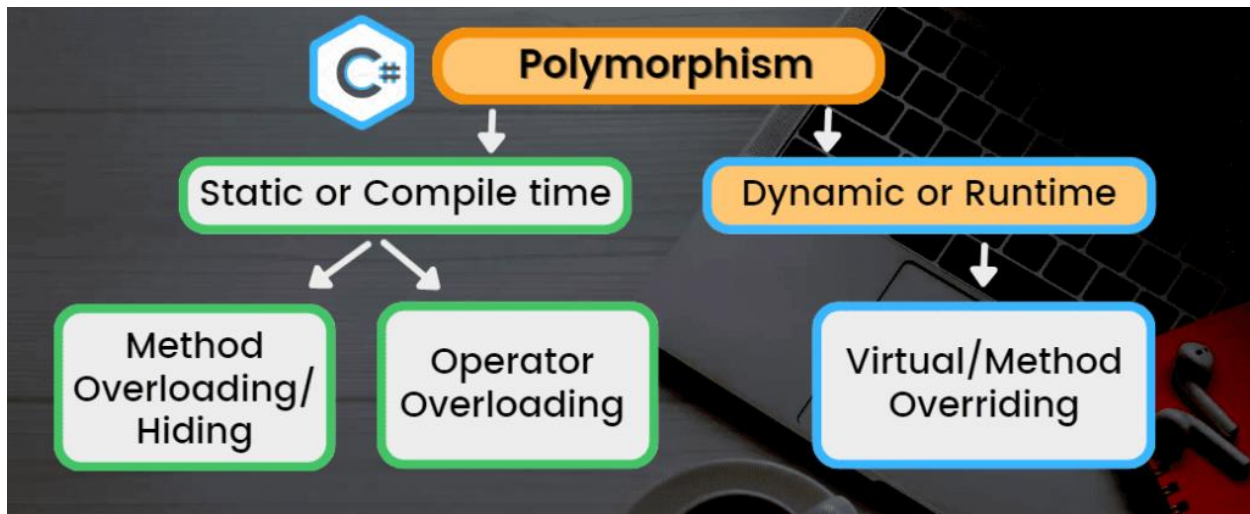 C#
Polymorphism
Static or Compile time
Dynamic or Runtime
Method
Overloading/
Hiding
Operator
Overloading
Virtual/Method
Overriding